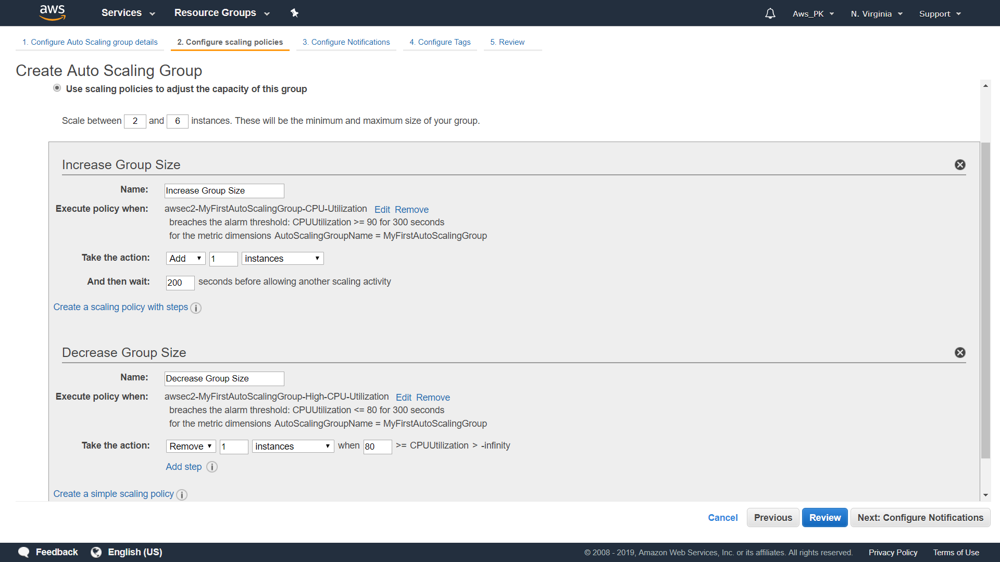 aws Services Resource Groups Aws_PK N. Virginia Support
1. Configure Auto Scaling group details 2. Configure scaling policies 3. Configure Notifications 4. Configure Tags 5. Review
Create Auto Scaling Group
Use scaling policies to adjust the capacity of this group
Scale between 2 and 6 instances. These will be the minimum and maximum size of your group.
Increase Group Size
Name: Increase Group Size
Execute policy when: awsec2-MyFirstAutoScalingGroup-CPU-Utilization Edit Remove
breaches the alarm threshold: CPUUtilization >= 90 for 300 seconds
for the metric dimensions AutoScalingGroupName = MyFirstAutoScalingGroup
Take the action: Add 1 instances
And then wait: 200 seconds before allowing another scaling activity
Create a scaling policy with steps i
Decrease Group Size
Name: Decrease Group Size
Execute policy when: awsec2-MyFirstAutoScalingGroup-High-CPU-Utilization Edit Remove
breaches the alarm threshold: CPUUtilization <= 80 for 300 seconds
for the metric dimensions AutoScalingGroupName = MyFirstAutoScalingGroup
Take the action: Remove 1 instances when 80 >= CPUUtilization > -infinity
Add step i
Create a simple scaling policy i
Cancel Previous Review Next: Configure Notifications
Feedback English (US) © 2008 - 2019, Amazon Web Services, Inc. or its affiliates. All rights reserved. Privacy Policy Terms of Use